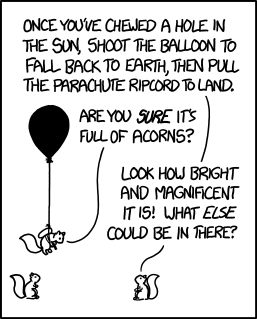 ONCE YOU'VE CHEWED A HOLE IN
THE SUN, SHOOT THE BALLOON TO
FALL BACK TO EARTH, THEN PULL
THE PARACHUTE RIPCORD TO LAND.
ARE YOU SURE IT'S
FULL OF ACORNS?
LOOK HOW BRIGHT
AND MAGNIFICENT
IT IS! WHAT ELSE
COULD BE IN THERE?